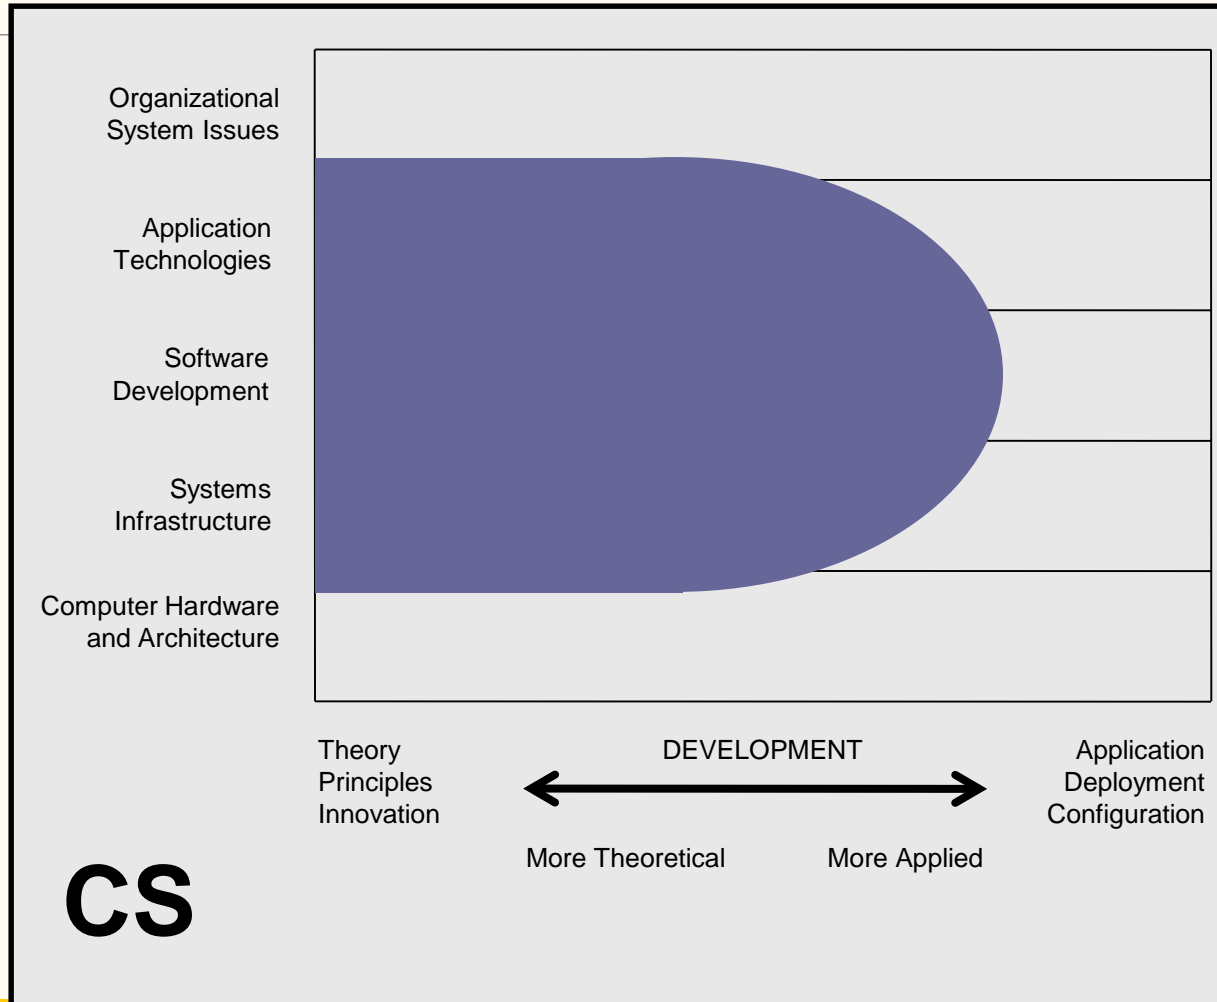 Organizational
System Issues
Application
Technologies
Software
Development
Systems
Infrastructure
Computer Hardware
and Architecture
Theory
Principles
Innovation
DEVELOPMENT
Application
Deployment
Configuration
More Theoretical
More Applied
CS